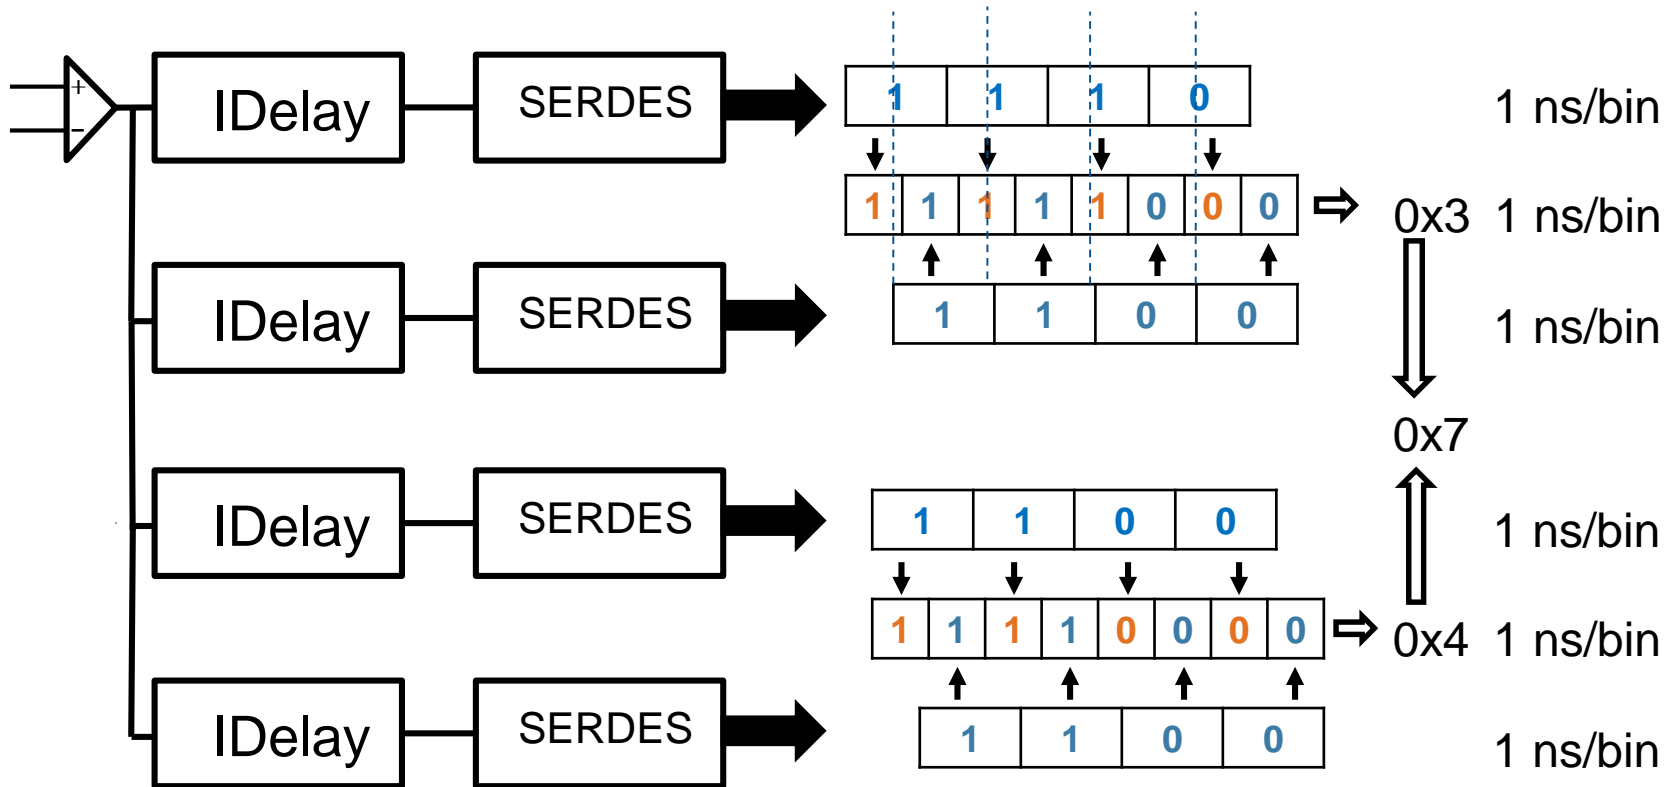 +
−
IDelay SERDES 1 1 1 0 1 ns/bin
1 1 1 1 1 0 0 0 0x3 1 ns/bin
IDelay SERDES 1 1 0 0 1 ns/bin
0x7
IDelay SERDES 1 1 0 0 1 ns/bin
1 1 1 1 0 0 0 0 0x4 1 ns/bin
IDelay SERDES 1 1 0 0 1 ns/bin